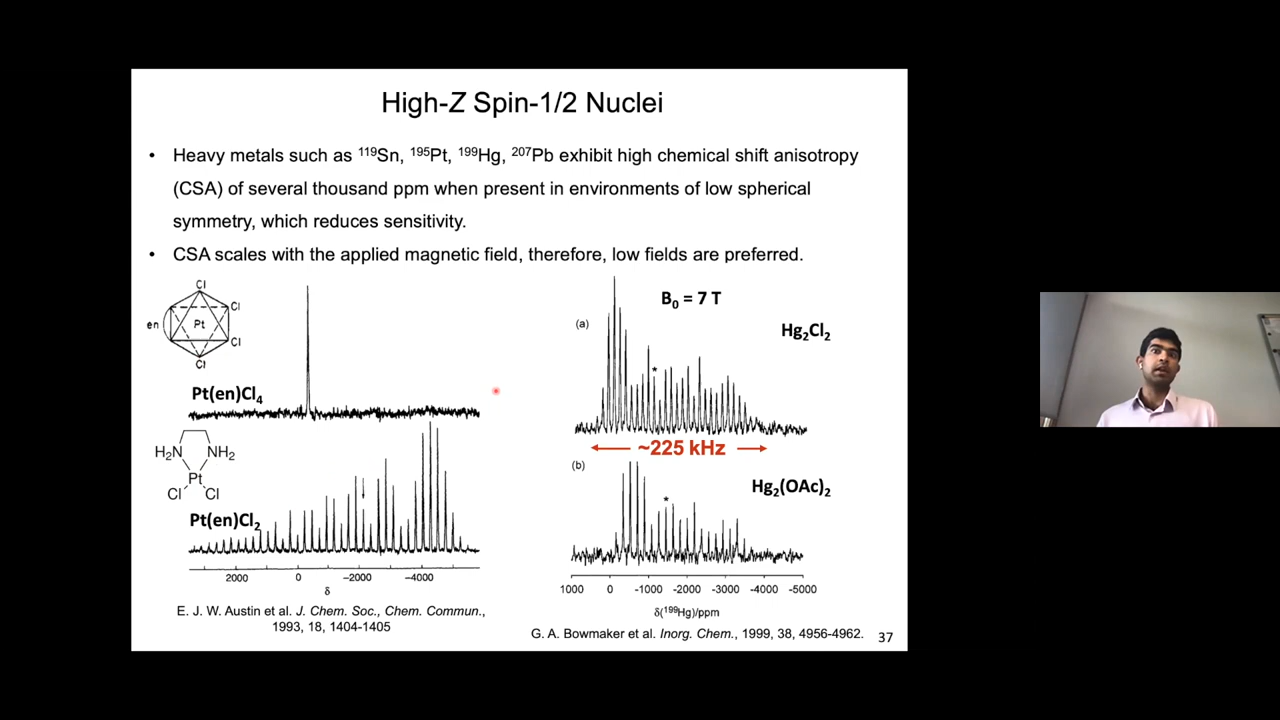 High-Z Spin-1/2 Nuclei
• Heavy metals such as ¹¹⁹Sn, ¹⁹⁵Pt, ¹⁹⁹Hg, ²⁰⁷Pb exhibit high chemical shift anisotropy
(CSA) of several thousand ppm when present in environments of low spherical
symmetry, which reduces sensitivity.
• CSA scales with the applied magnetic field, therefore, low fields are preferred.
Cl
Cl
en
Pt
Cl
Cl
Pt(en)Cl₄
H₂N
NH₂
Pt
Cl
Cl
Pt(en)Cl₂
2000 0 −2000 −4000
δ
E. J. W. Austin et al. J. Chem. Soc., Chem. Commun.,
1993, 18, 1404-1405
B₀ = 7 T
(a)
Hg₂Cl₂
*
~225 kHz
(b)
Hg₂(OAc)₂
*
1000 0 -1000 -2000 -3000 -4000 -5000
δ(¹⁹⁹Hg)/ppm
G. A. Bowmaker et al. Inorg. Chem., 1999, 38, 4956-4962.
37